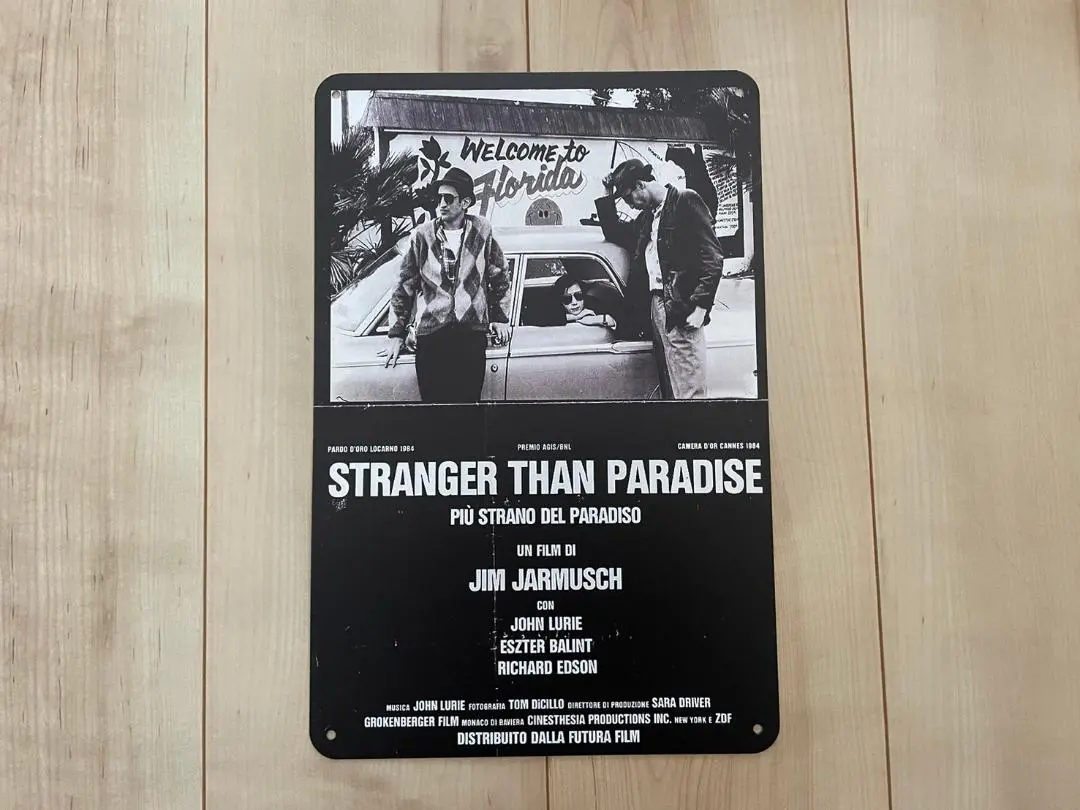 WELCOME to
Florida
PARDO D'ORO LOCARNO 1984 PREMIO AGIS/BNL CAMERA D'OR CANNES 1984
STRANGER THAN PARADISE
PIÙ STRANO DEL PARADISO
UN FILM DI
JIM JARMUSCH
CON
JOHN LURIE
ESZTER BALINT
RICHARD EDSON
MUSICA JOHN LURIE FOTOGRAFIA TOM DiCILLO DIRETTORE DI PRODUZIONE SARA DRIVER
GROKENBERGER FILM MONACO DI BAVIERA CINESTHESIA PRODUCTIONS INC. NEW YORK E ZDF
DISTRIBUITO DALLA FUTURA FILM